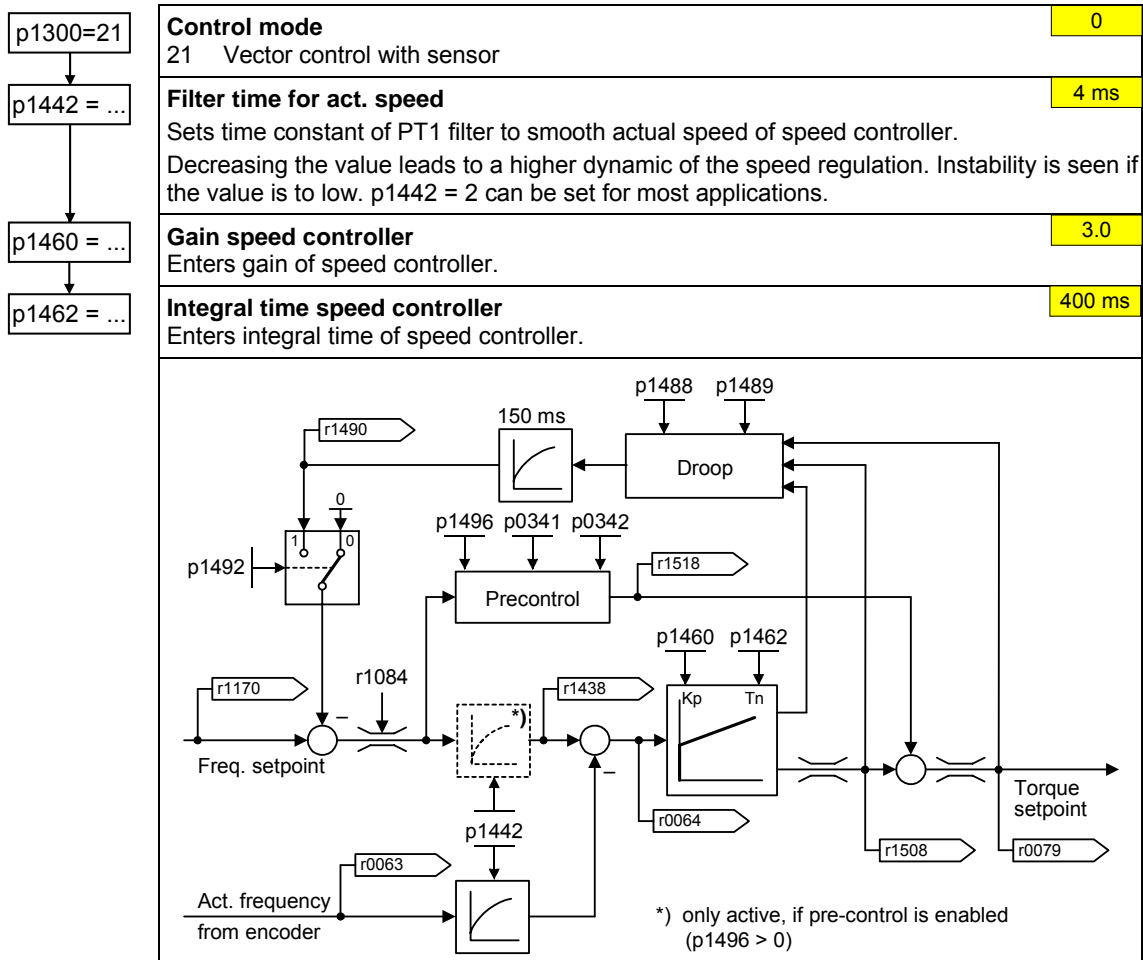 p1300=21
p1442 = ...
p1460 = ...
p1462 = ...
Control mode
0
21 Vector control with sensor
Filter time for act. speed
4 ms
Sets time constant of PT1 filter to smooth actual speed of speed controller.
Decreasing the value leads to a higher dynamic of the speed regulation. Instability is seen if
the value is to low. p1442 = 2 can be set for most applications.
Gain speed controller
3.0
Enters gain of speed controller.
Integral time speed controller
400 ms
Enters integral time of speed controller.
p1488 p1489
150 ms
r1490
Droop
0
1 0
p1496 p0341 p0342
p1492
r1518
Precontrol
p1460 p1462
r1170
r1084
r1438
Kp Tn
*)
–
–
Freq. setpoint
Torque
setpoint
p1442
r0064
r0063
r1508
r0079
Act. frequency
from encoder
*) only active, if pre-control is enabled
(p1496 > 0)